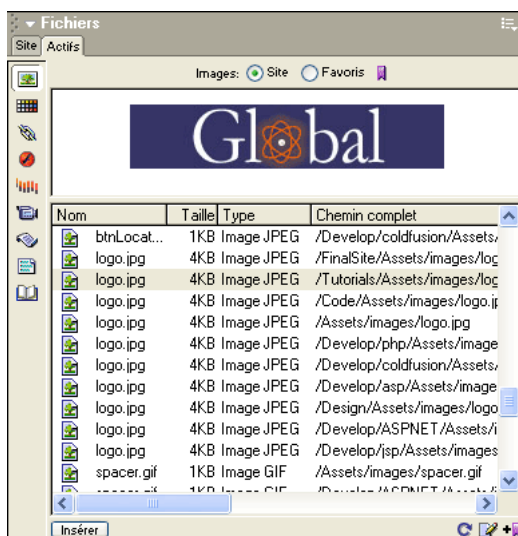 Fichiers
Site Actifs
Images: Site Favoris
Global
Nom Taille Type Chemin complet
btnLocat... 1KB Image JPEG /Develop/coldfusion/Assets/
logo.jpg 4KB Image JPEG /FinalSite/Assets/images/log
logo.jpg 4KB Image JPEG /Tutorials/Assets/images/loc
logo.jpg 4KB Image JPEG /Code/Assets/images/logo.jp
logo.jpg 4KB Image JPEG /Assets/images/logo.jpg
logo.jpg 4KB Image JPEG /Develop/php/Assets/image
logo.jpg 4KB Image JPEG /Develop/coldfusion/Assets,
logo.jpg 4KB Image JPEG /Develop/asp/Assets/image
logo.jpg 4KB Image JPEG /Design/Assets/images/logo
logo.jpg 4KB Image JPEG /Develop/ASPNET/Assets/i
logo.jpg 4KB Image JPEG /Develop/jsp/Assets/images
spacer.gif 1KB Image GIF /Assets/images/spacer.gif
Insérer